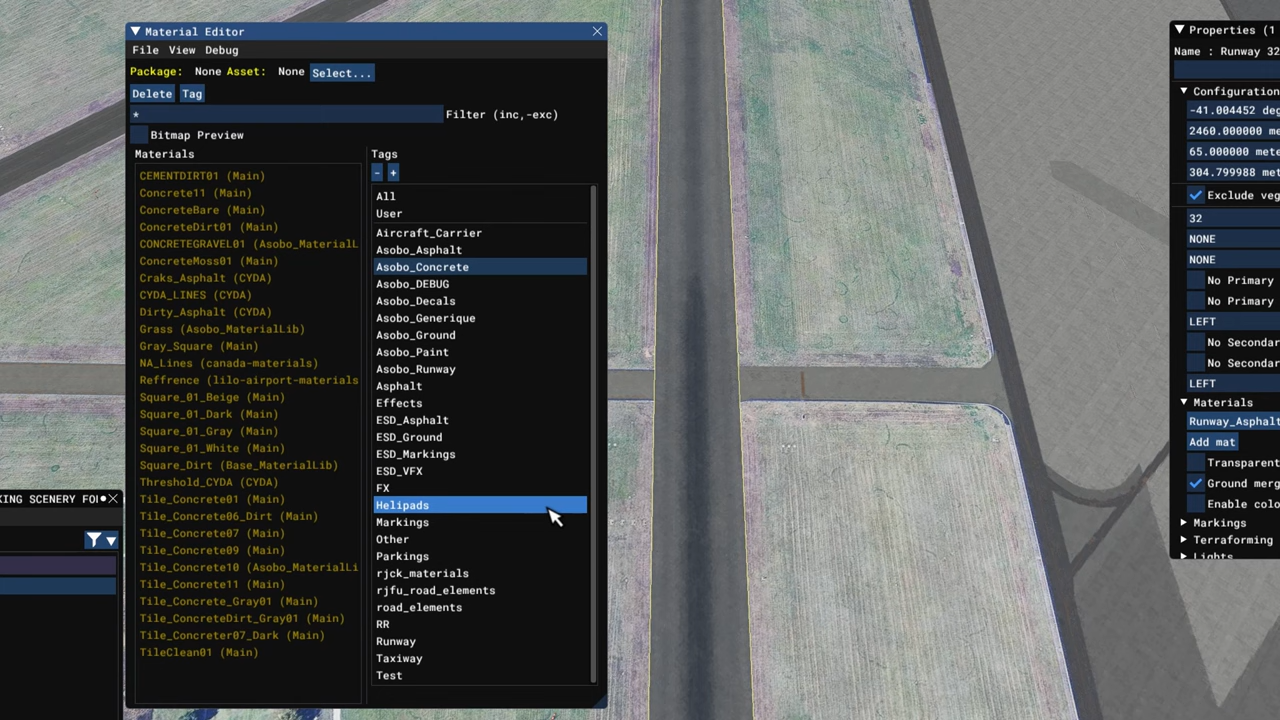 Material Editor
File View Debug
Package: None Asset: None Select...
Delete Tag
*
Filter (inc,-exc)
Bitmap Preview
Materials
CEMENTDIRT01 (Main)
Concrete11 (Main)
ConcreteBare (Main)
ConcreteDirt01 (Main)
CONCRETEGRAVEL01 (Asobo_MaterialL
ConcreteMoss01 (Main)
Craks_Asphalt (CYDA)
CYDA_LINES (CYDA)
Dirty_Asphalt (CYDA)
Grass (Asobo_MaterialLib)
Gray_Square (Main)
NA_Lines (canada-materials)
Reffrence (lilo-airport-materials
Square_01_Beige (Main)
Square_01_Dark (Main)
Square_01_Gray (Main)
Square_01_White (Main)
Square_Dirt (Base_MaterialLib)
Threshold_CYDA (CYDA)
Tile_Concrete01 (Main)
Tile_Concrete06_Dirt (Main)
Tile_Concrete07 (Main)
Tile_Concrete09 (Main)
Tile_Concrete10 (Asobo_MaterialLi
Tile_Concrete11 (Main)
Tile_Concrete_Gray01 (Main)
Tile_ConcreteDirt_Gray01 (Main)
Tile_Concreter07_Dark (Main)
TileClean01 (Main)
Tags
- +
All
User
Aircraft_Carrier
Asobo_Asphalt
Asobo_Concrete
Asobo_DEBUG
Asobo_Decals
Asobo_Generique
Asobo_Ground
Asobo_Paint
Asobo_Runway
Asphalt
Effects
ESD_Asphalt
ESD_Ground
ESD_Markings
ESD_VFX
FX
Helipads
Markings
Other
Parkings
rjck_materials
rjfu_road_elements
road_elements
RR
Runway
Taxiway
Test
KING SCENERY FOI
Properties (1
Name : Runway 32
Configuration
-41.004452 me
2460.000000 me
65.000000 mete
304.799988 met
Exclude veg
32
NONE
NONE
No Primary
No Primary
LEFT
No Secondar
No Secondar
LEFT
Materials
Runway_Asphalt
Add mat
Transparent
Ground merg
Enable colo
Markings
Terraforming
Lights